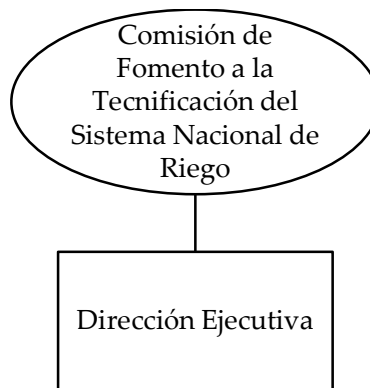 Comisión de
Fomento a la
Tecnificación del
Sistema Nacional de
Riego
Dirección Ejecutiva